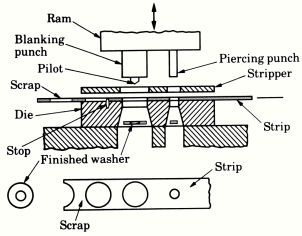 Ram
Blanking
punch
Pilot
Piercing punch
Scrap
Stripper
Die
Strip
Stop
Finished washer
Strip
Scrap